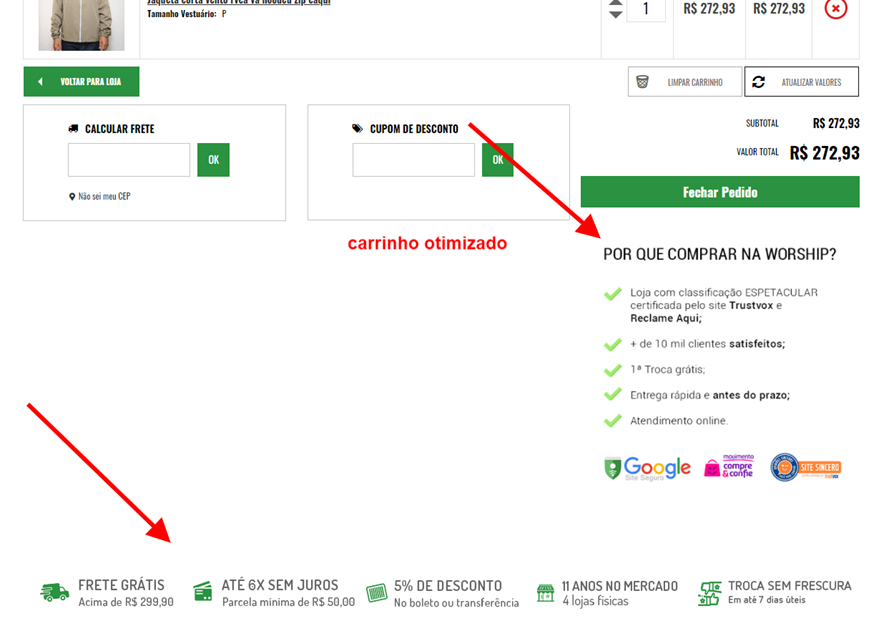 Jaqueta corta vento rvca va hooded zip caqui
Tamanho Vestuário: P
1
R$ 272,93
R$ 272,93
VOLTAR PARA LOJA
LIMPAR CARRINHO
ATUALIZAR VALORES
CALCULAR FRETE
OK
Não sei meu CEP
CUPOM DE DESCONTO
OK
SUBTOTAL R$ 272,93
VALOR TOTAL R$ 272,93
Fechar Pedido
carrinho otimizado
POR QUE COMPRAR NA WORSHIP?
Loja com classificação ESPETACULAR
certificada pelo site Trustvox e
Reclame Aqui;
+ de 10 mil clientes satisfeitos;
1ª Troca grátis;
Entrega rápida e antes do prazo;
Atendimento online.
Google
Site Seguro
movimento
compre
&confie
SITE SINCERO
FRETE GRÁTIS
Acima de R$ 299,90
ATÉ 6X SEM JUROS
Parcela minima de R$ 50,00
5% DE DESCONTO
No boleto ou transferência
11 ANOS NO MERCADO
4 lojas físicas
TROCA SEM FRESCURA
Em até 7 dias úteis